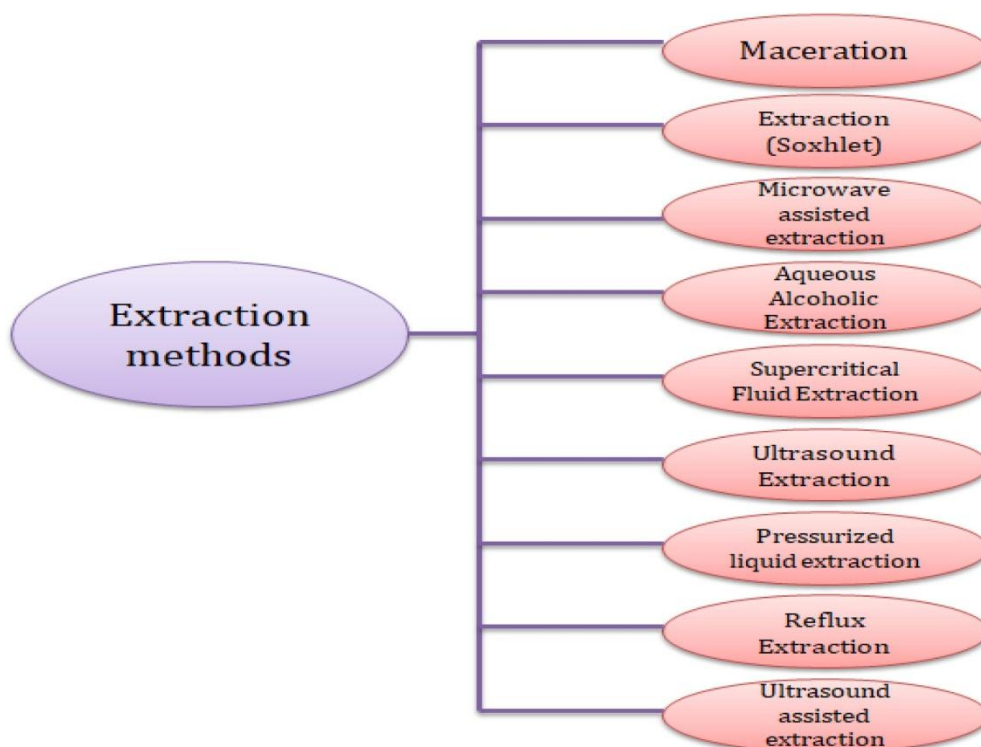 Extraction
methods
Maceration
Extraction
(Soxhlet)
Microwave
assisted
extraction
Aqueous
Alcoholic
Extraction
Supercritical
Fluid Extraction
Ultrasound
Extraction
Pressurized
liquid extraction
Reflux
Extraction
Ultrasound
assisted
extraction